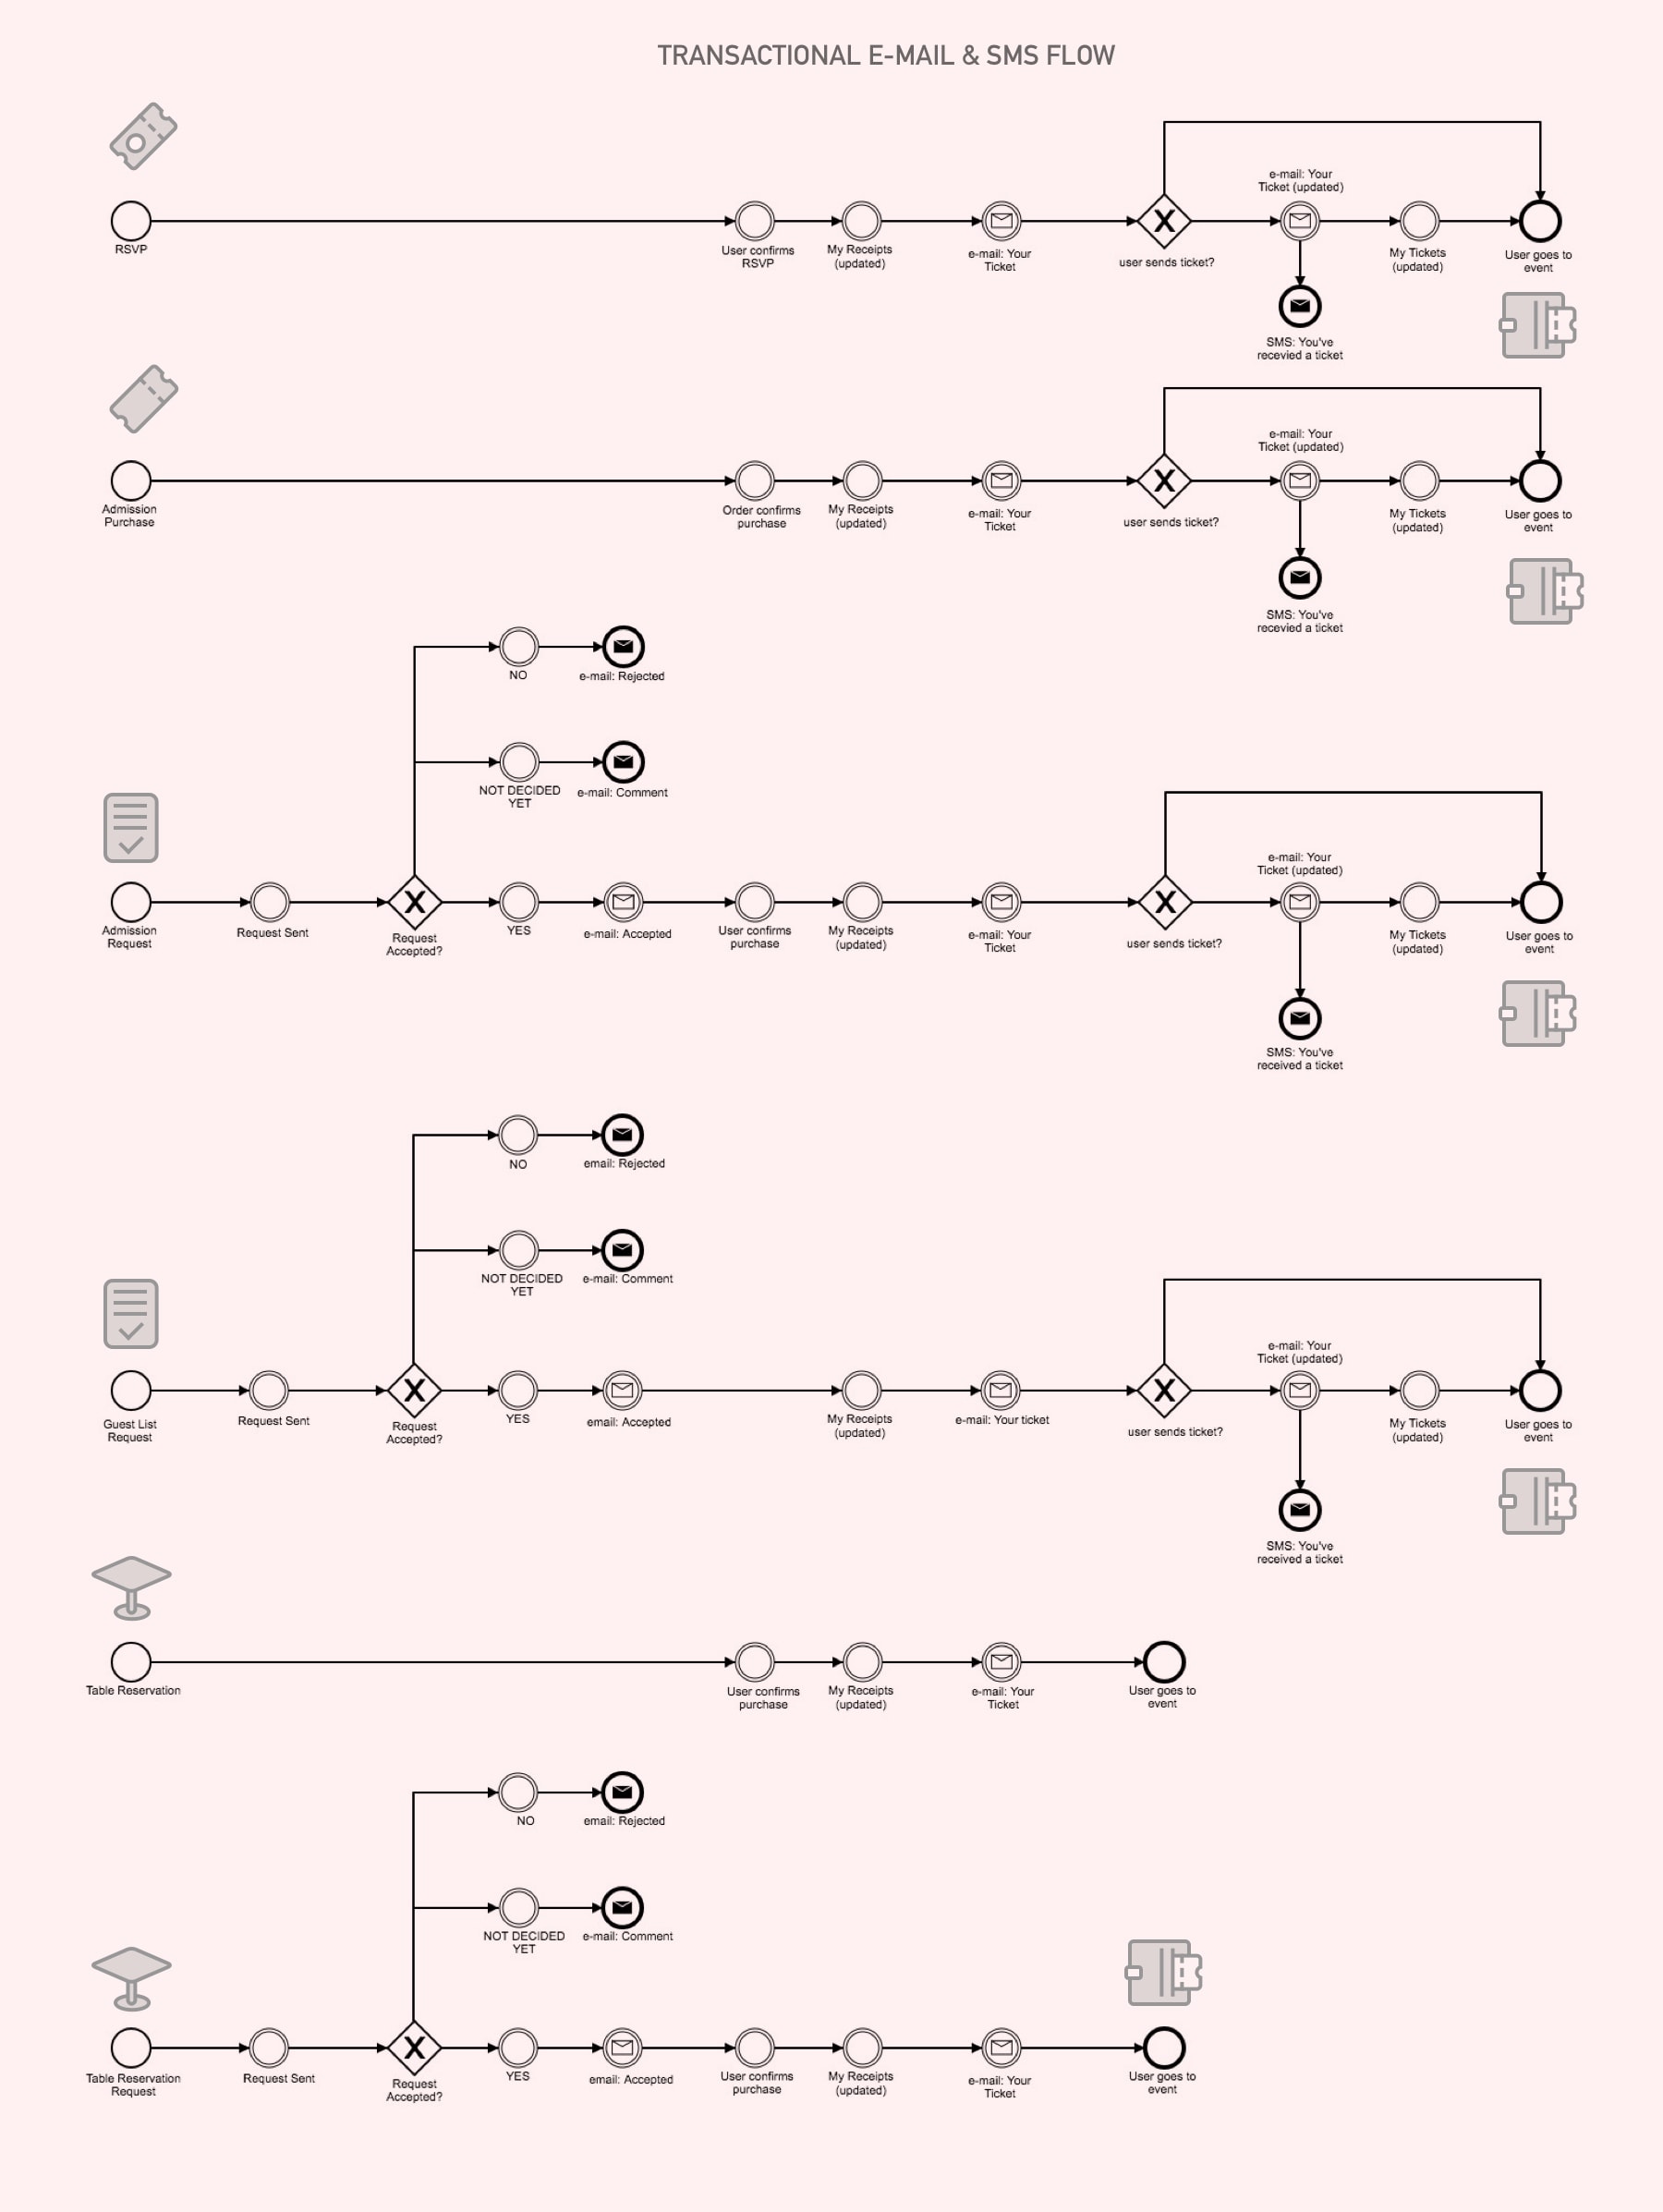 TRANSACTIONAL E-MAIL & SMS FLOW
e-mail: Your
Ticket (updated)
RSVP
User confirms
RSVP
My Receipts
(updated)
e-mail: Your
Ticket
X
user sends ticket?
My Tickets
(updated)
User goes to
event
SMS: You've
recevied a ticket
e-mail: Your
Ticket (updated)
Admission
Purchase
Order confirms
purchase
My Receipts
(updated)
e-mail: Your
Ticket
X
user sends ticket?
My Tickets
(updated)
User goes to
event
SMS: You've
recevied a ticket
NO
e-mail: Rejected
NOT DECIDED
YET
e-mail: Comment
e-mail: Your
Ticket (updated)
Admission
Request
Request Sent
X
Request
Accepted?
YES
e-mail: Accepted
User confirms
purchase
My Receipts
(updated)
e-mail: Your
Ticket
X
user sends ticket?
My Tickets
(updated)
User goes to
event
SMS: You've
received a ticket
NO
email: Rejected
NOT DECIDED
YET
e-mail: Comment
e-mail: Your
Ticket (updated)
Guest List
Request
Request Sent
X
Request
Accepted?
YES
email: Accepted
My Receipts
(updated)
e-mail: Your ticket
X
user sends ticket?
My Tickets
(updated)
User goes to
event
SMS: You've
received a ticket
Table Reservation
User confirms
purchase
My Receipts
(updated)
e-mail: Your
Ticket
User goes to
event
NO
email: Rejected
NOT DECIDED
YET
e-mail: Comment
Table Reservation
Request
Request Sent
X
Request
Accepted?
YES
email: Accepted
User confirms
purchase
My Receipts
(updated)
e-mail: Your
Ticket
User goes to
event